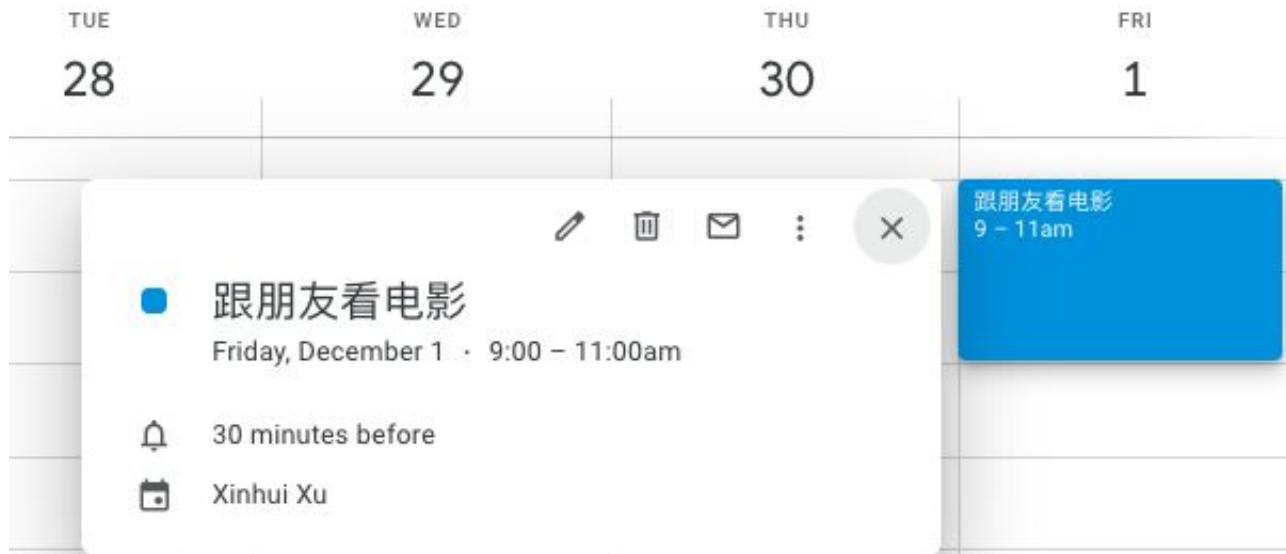 TUE WED THU FRI
28 29 30 1
跟朋友看电影
9 – 11am
跟朋友看电影
Friday, December 1 · 9:00 – 11:00am
30 minutes before
Xinhui Xu